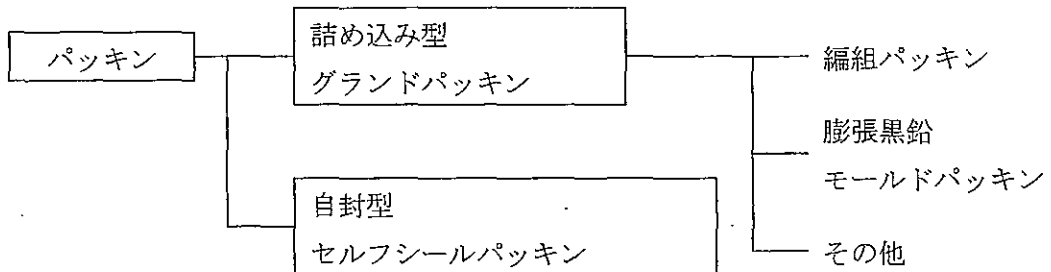 パッキン
詰め込み型
グランドパッキン
編組パッキン
膨張黒鉛
モールドパッキン
その他
自封型
セルフシールパッキン